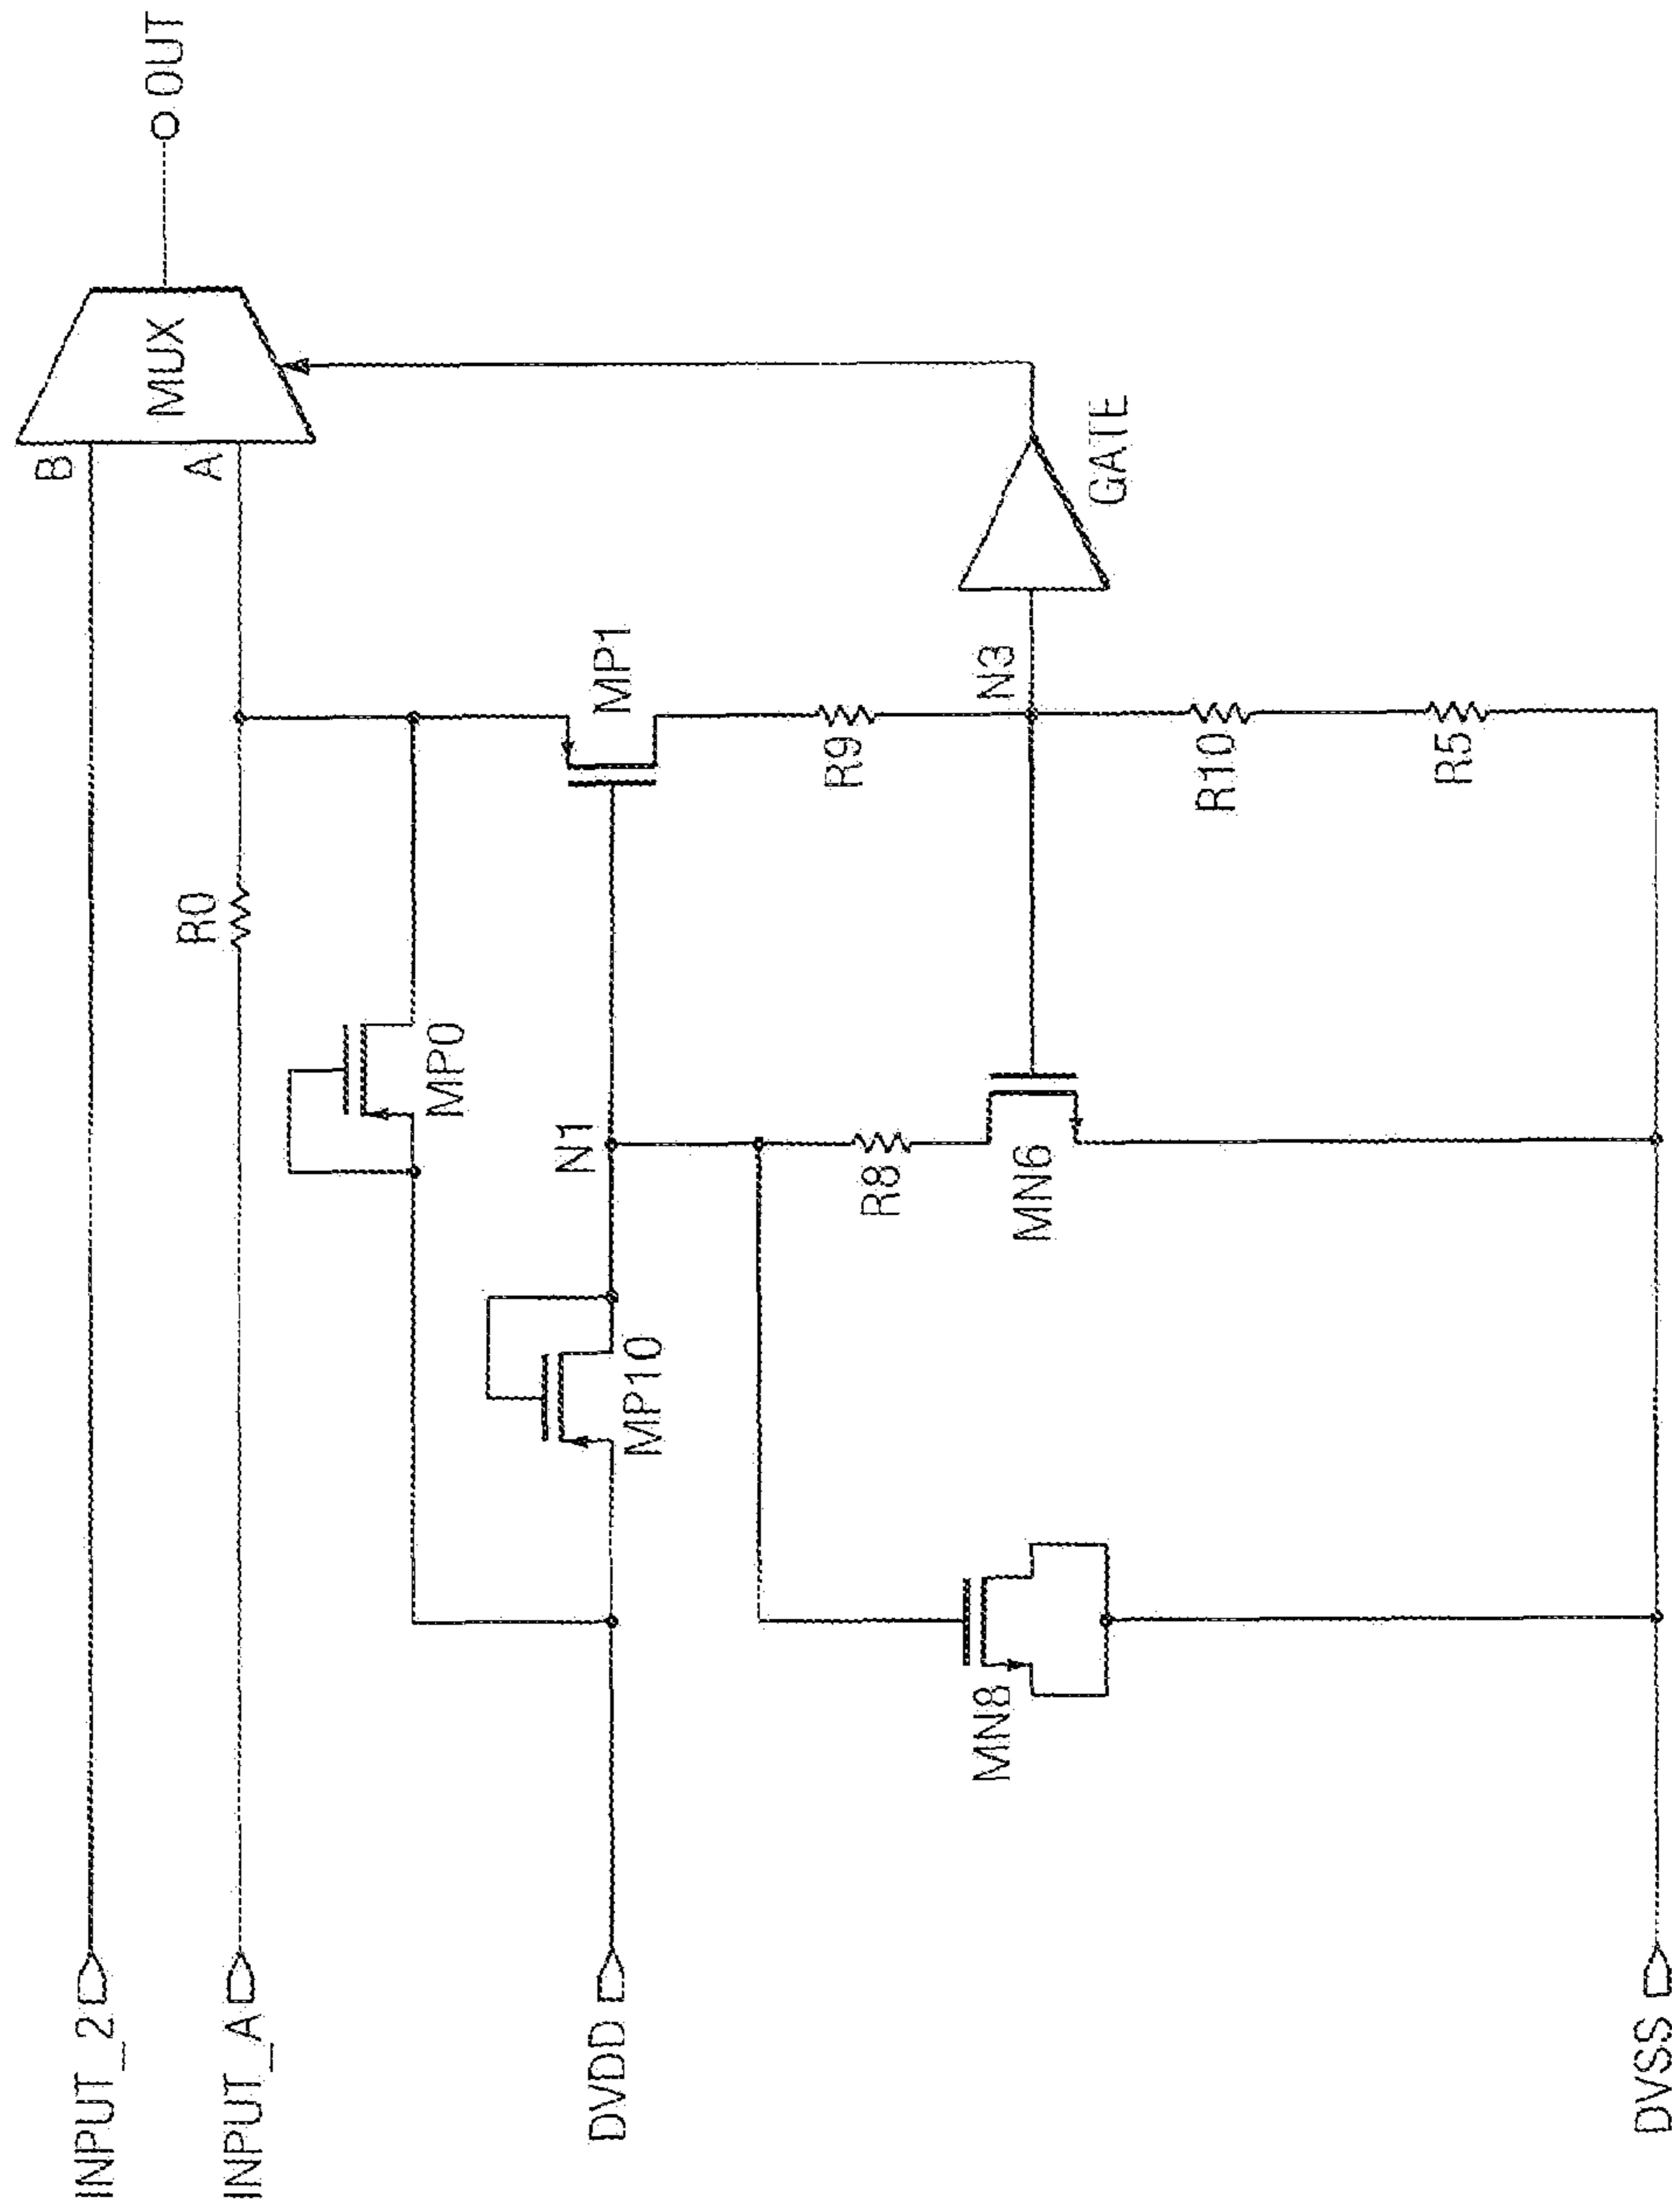 INPUT_2
B
MUX
OUT
INPUT_A
R0
A
MP0
DVDD
MP10
N1
MP1
R8
R9
MN8
MN6
N3
GATE
R10
R5
DVSS